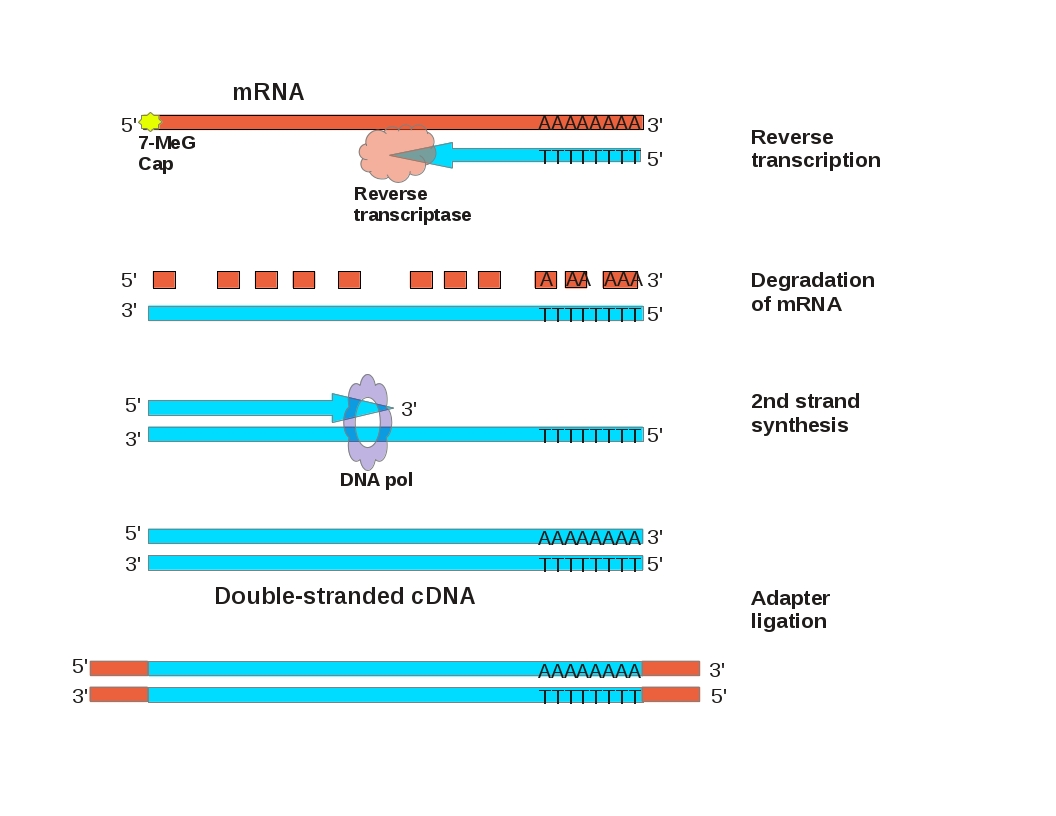 mRNA
5' AAAAAAAA 3'
7-MeG
Cap
TTTTTTTT 5'
Reverse
transcriptase
Reverse
transcription
5' A AA AAA 3'
3' TTTTTTTT 5'
Degradation
of mRNA
5' 3'
3' TTTTTTTT 5'
DNA pol
2nd strand
synthesis
5' AAAAAAAA 3'
3' TTTTTTTT 5'
Double-stranded cDNA
Adapter
ligation
5' AAAAAAAA 3'
3' TTTTTTTT 5'